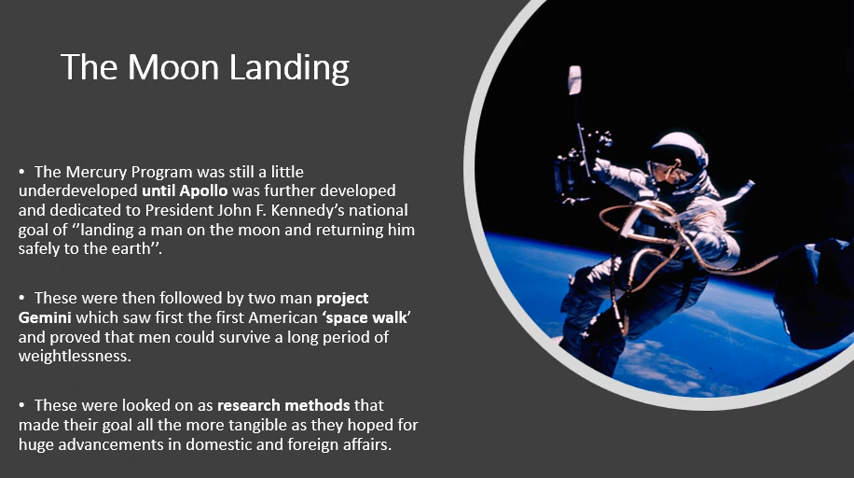 The Moon Landing
• The Mercury Program was still a little
underdeveloped until Apollo was further developed
and dedicated to President John F. Kennedy’s national
goal of ‘’landing a man on the moon and returning him
safely to the earth’’.
• These were then followed by two man project
Gemini which saw first the first American ‘space walk’
and proved that men could survive a long period of
weightlessness.
• These were looked on as research methods that
made their goal all the more tangible as they hoped for
huge advancements in domestic and foreign affairs.